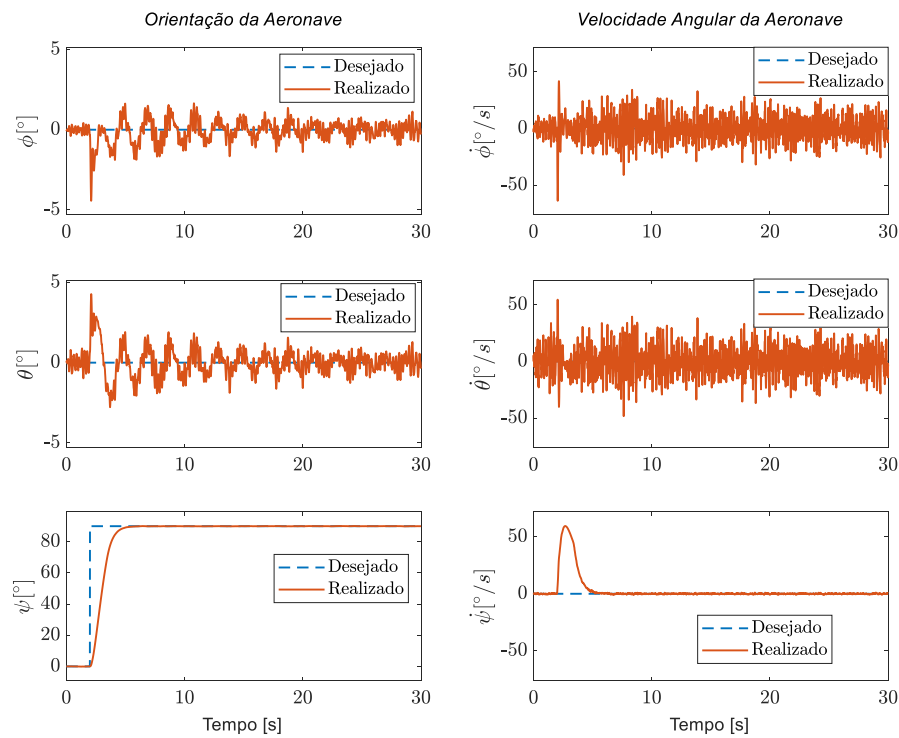 Orientação da Aeronave
Velocidade Angular da Aeronave
5
0
-5
ϕ[°]
Desejado
Realizado
0 10 20 30
50
0
-50
ϕ̇[°/s]
Desejado
Realizado
0 10 20 30
5
0
-5
θ[°]
Desejado
Realizado
0 10 20 30
50
0
-50
θ̇[°/s]
Desejado
Realizado
0 10 20 30
80
60
40
20
0
ψ[°]
Desejado
Realizado
0 10 20 30
Tempo [s]
50
0
-50
ψ̇[°/s]
Desejado
Realizado
0 10 20 30
Tempo [s]